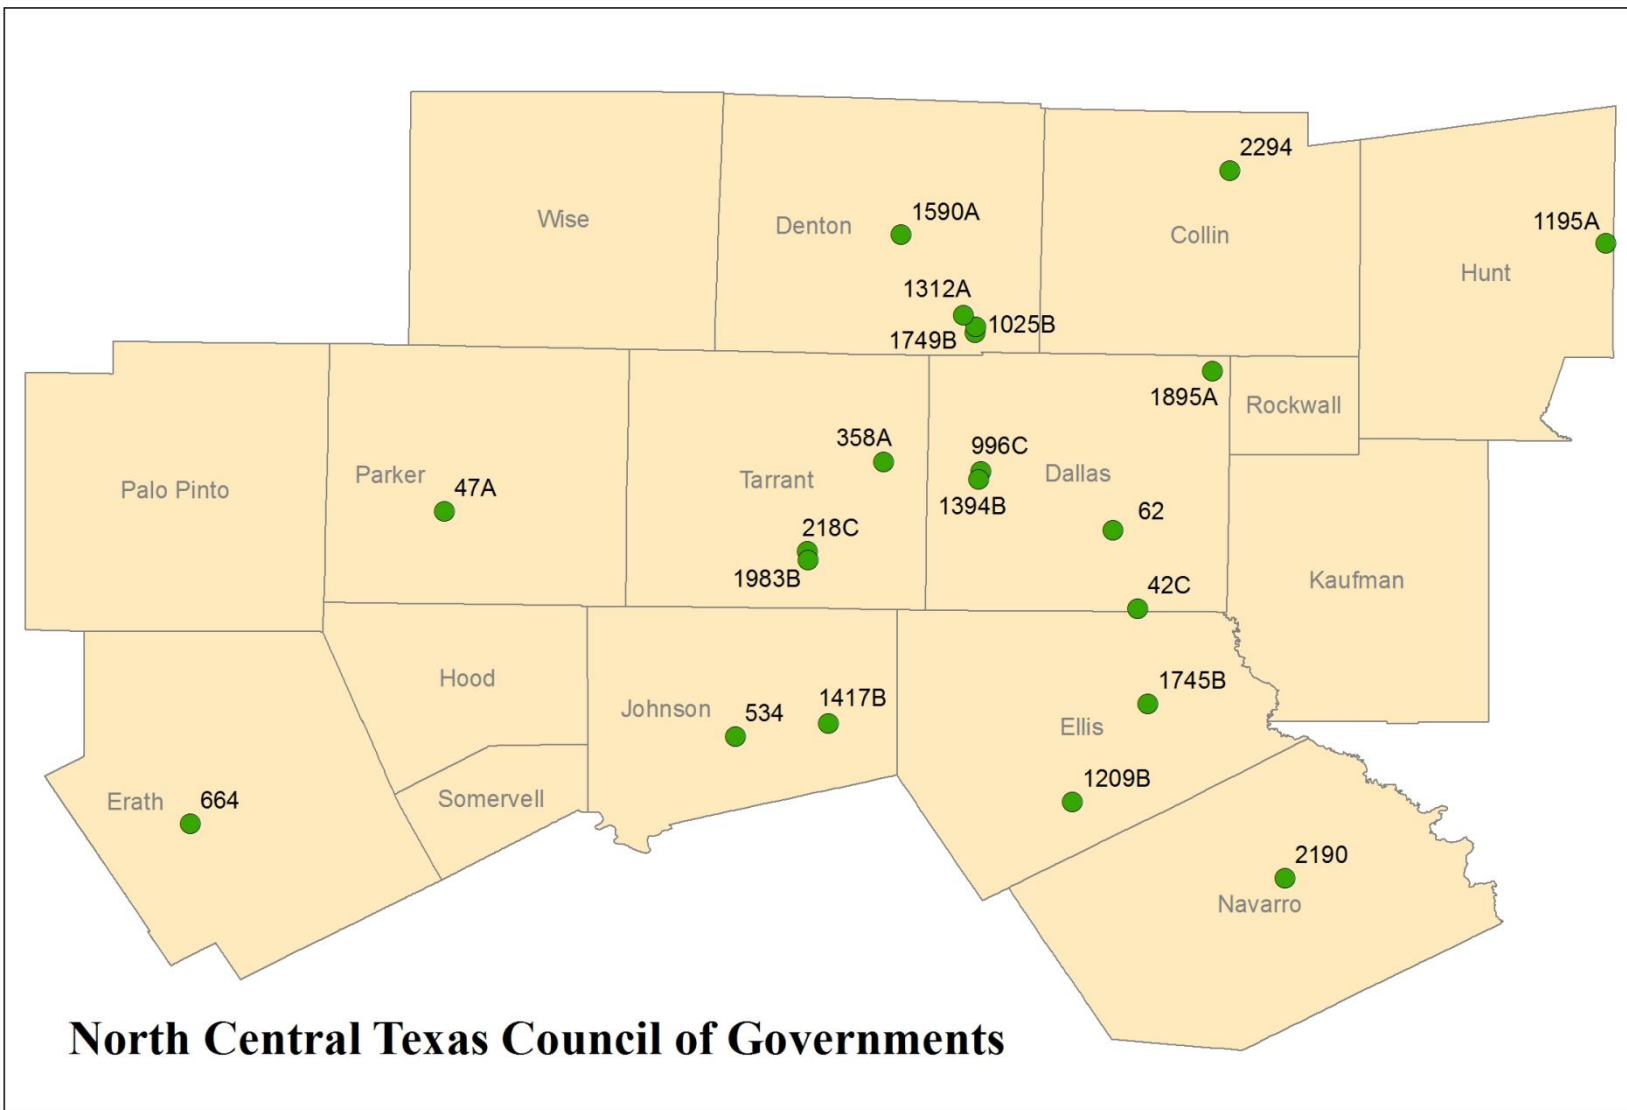 2294
1590A
1195A
Wise
Denton
Collin
Hunt
1312A
1025B
1749B
1895A
Rockwall
358A
996C
Parker
47A
Tarrant
Dallas
Palo Pinto
1394B
62
218C
1983B
42C
Kaufman
Hood
1745B
Johnson
534
1417B
Ellis
1209B
Erath
664
Somervell
2190
Navarro
North Central Texas Council of Governments